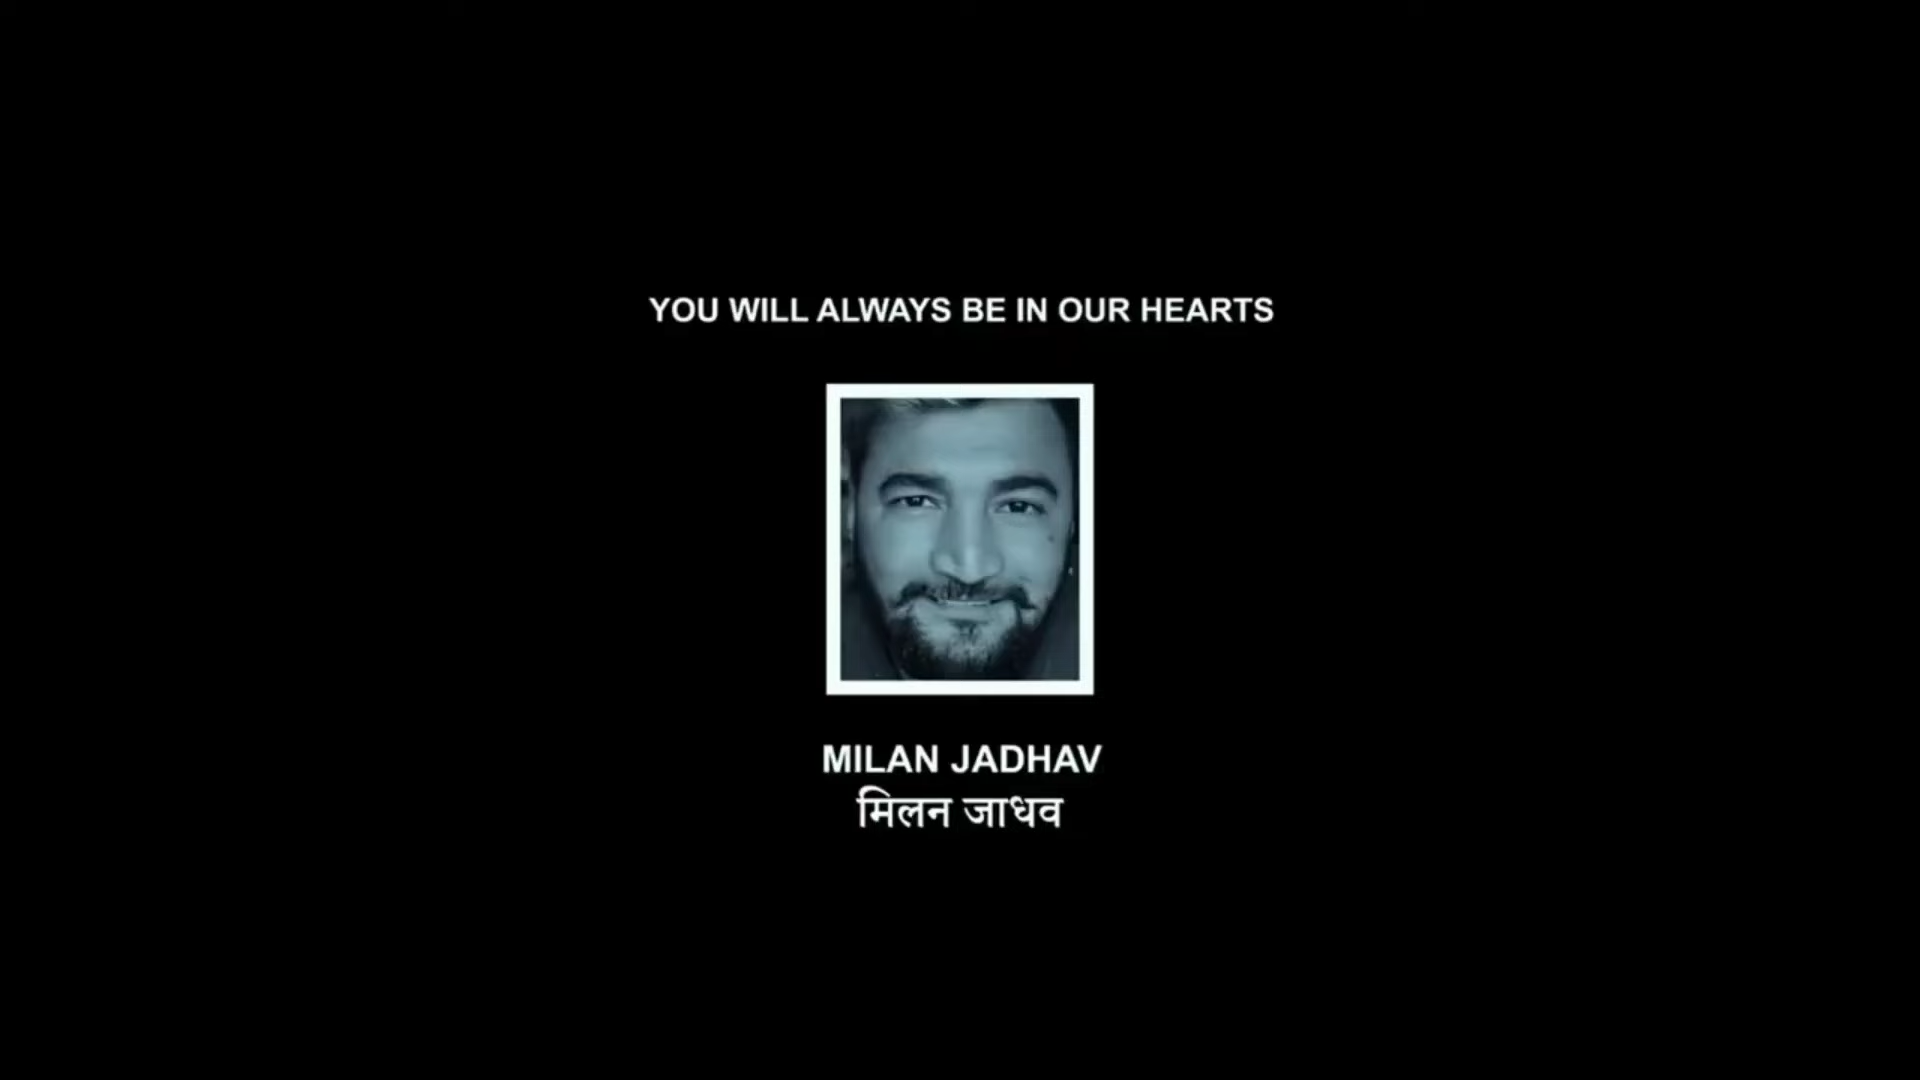 YOU WILL ALWAYS BE IN OUR HEARTS
MILAN JADHAV
मिलन जाधव